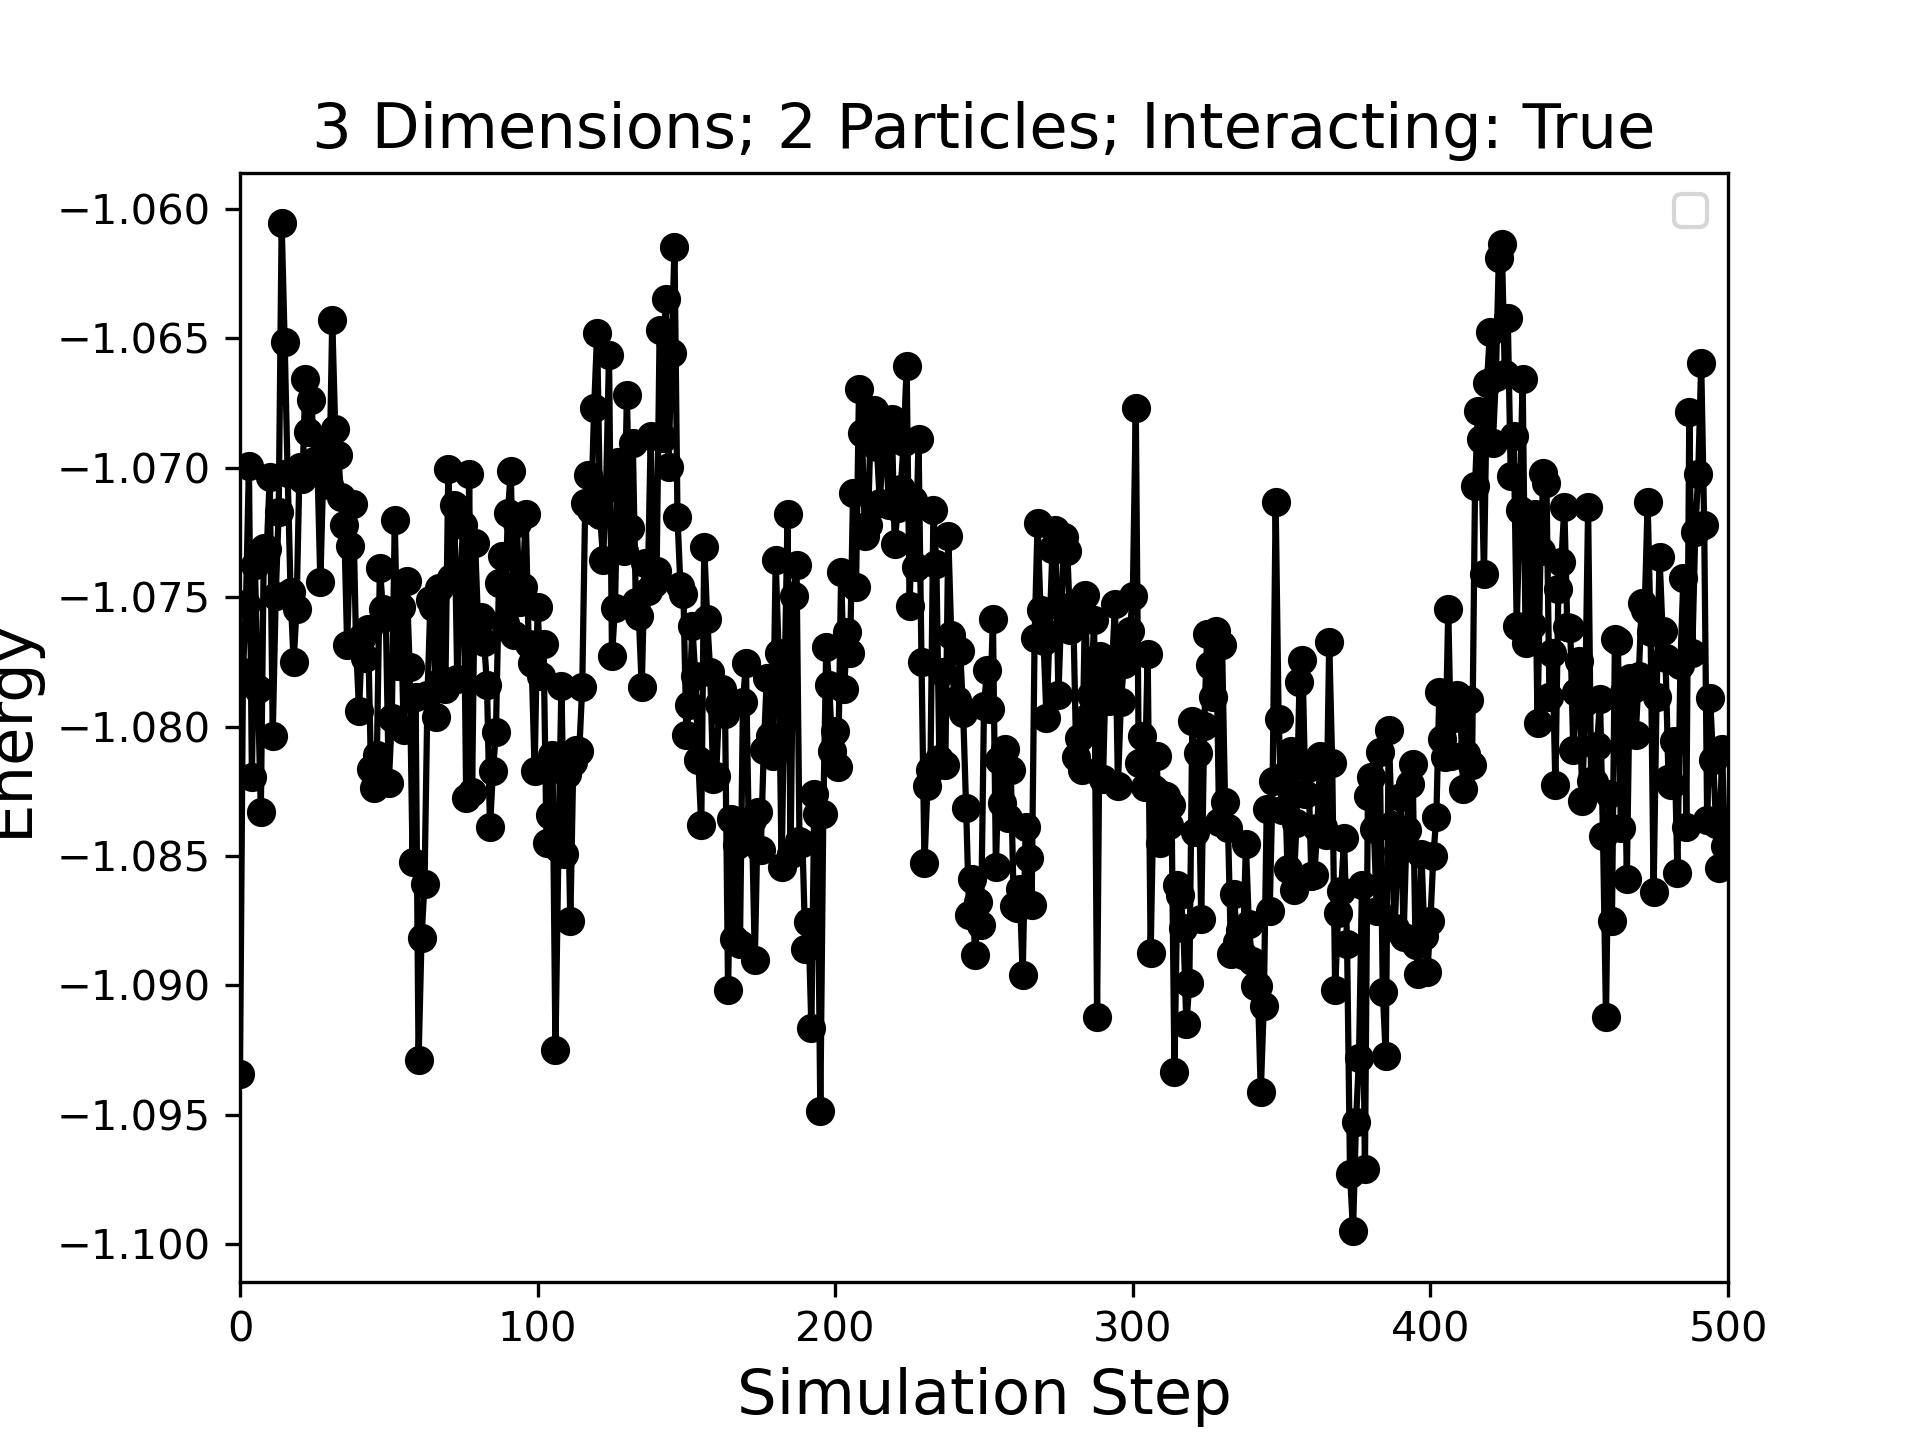 3 Dimensions; 2 Particles; Interacting: True
−1.060
−1.065
−1.070
−1.075
−1.080
−1.085
−1.090
−1.095
−1.100
Energy
0 100 200 300 400 500
Simulation Step